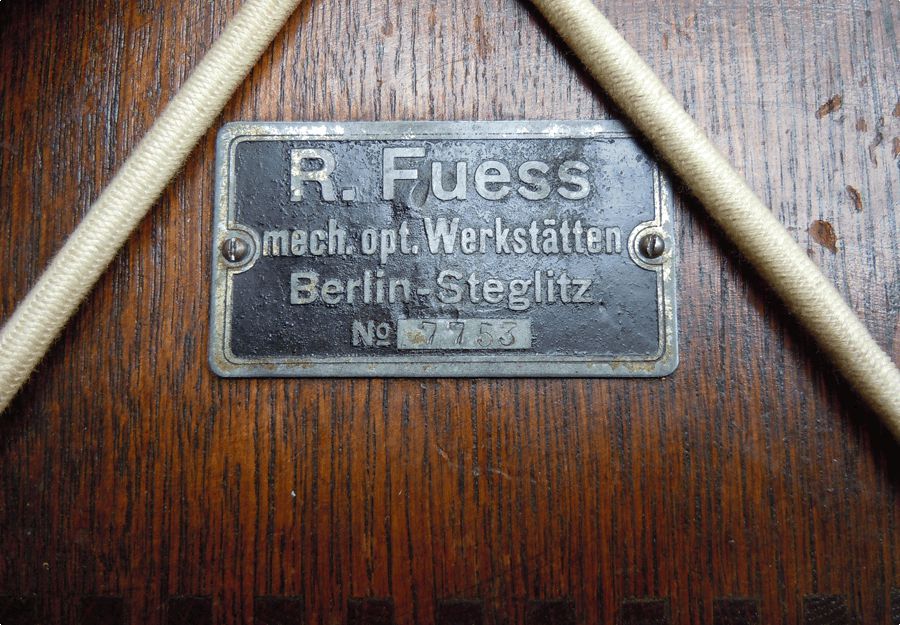 R. Fuess
mech. opt. Werkstätten
Berlin-Steglitz
No 7753